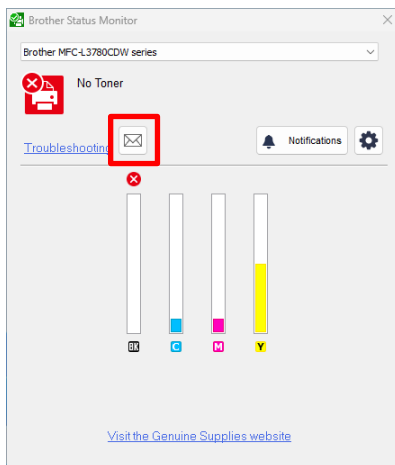 Brother Status Monitor
Brother MFC-L3780CDW series
No Toner
Troubleshooting
Notifications
BK C M Y
Visit the Genuine Supplies website